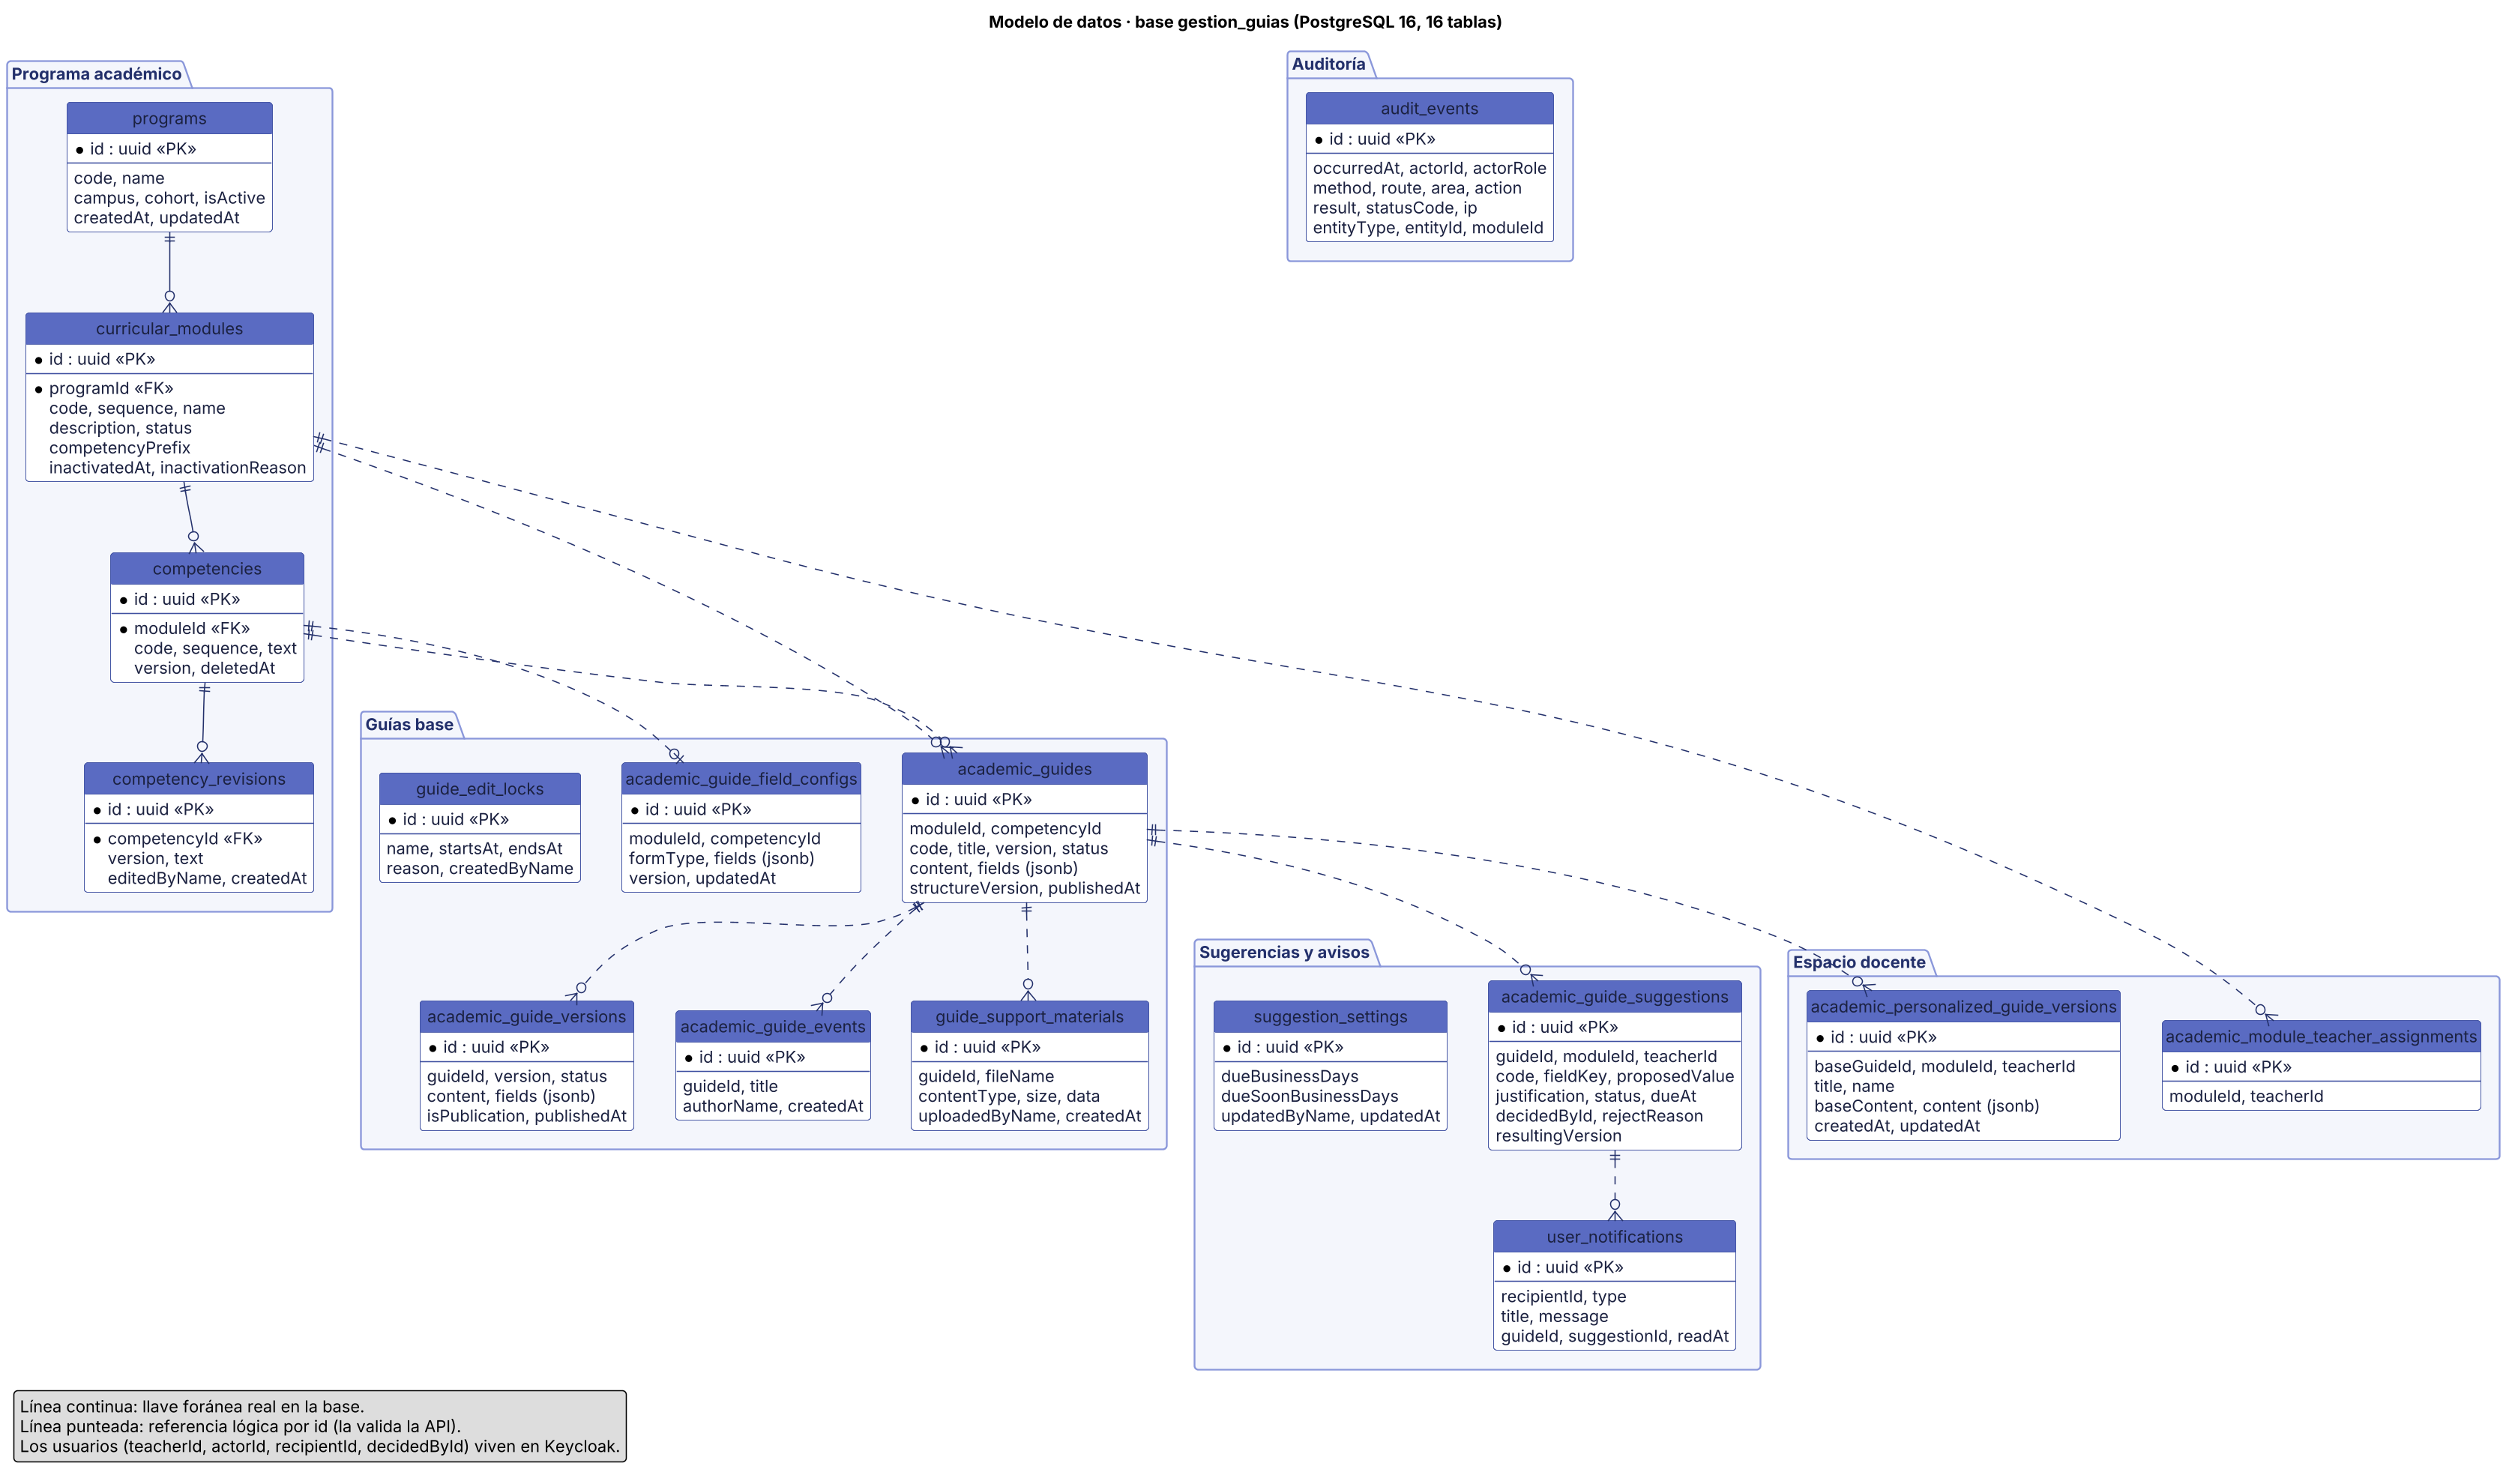 Modelo de datos · base gestion_guias (PostgreSQL 16, 16 tablas)
Programa académico
programs
id : uuid «PK»
code, name
campus, cohort, isActive
createdAt, updatedAt
curricular_modules
id : uuid «PK»
programId «FK»
code, sequence, name
description, status
competencyPrefix
inactivatedAt, inactivationReason
competencies
id : uuid «PK»
moduleId «FK»
code, sequence, text
version, deletedAt
competency_revisions
id : uuid «PK»
competencyId «FK»
version, text
editedByName, createdAt
Auditoría
audit_events
id : uuid «PK»
occurredAt, actorId, actorRole
method, route, area, action
result, statusCode, ip
entityType, entityId, moduleId
Guías base
guide_edit_locks
id : uuid «PK»
name, startsAt, endsAt
reason, createdByName
academic_guide_field_configs
id : uuid «PK»
moduleId, competencyId
formType, fields (jsonb)
version, updatedAt
academic_guides
id : uuid «PK»
moduleId, competencyId
code, title, version, status
content, fields (jsonb)
structureVersion, publishedAt
academic_guide_versions
id : uuid «PK»
guideId, version, status
content, fields (jsonb)
isPublication, publishedAt
academic_guide_events
id : uuid «PK»
guideId, title
authorName, createdAt
guide_support_materials
id : uuid «PK»
guideId, fileName
contentType, size, data
uploadedByName, createdAt
Sugerencias y avisos
suggestion_settings
id : uuid «PK»
dueBusinessDays
dueSoonBusinessDays
updatedByName, updatedAt
academic_guide_suggestions
id : uuid «PK»
guideId, moduleId, teacherId
code, fieldKey, proposedValue
justification, status, dueAt
decidedById, rejectReason
resultingVersion
user_notifications
id : uuid «PK»
recipientId, type
title, message
guideId, suggestionId, readAt
Espacio docente
academic_personalized_guide_versions
id : uuid «PK»
baseGuideId, moduleId, teacherId
title, name
baseContent, content (jsonb)
createdAt, updatedAt
academic_module_teacher_assignments
id : uuid «PK»
moduleId, teacherId
Línea continua: llave foránea real en la base.
Línea punteada: referencia lógica por id (la valida la API).
Los usuarios (teacherId, actorId, recipientId, decidedById) viven en Keycloak.